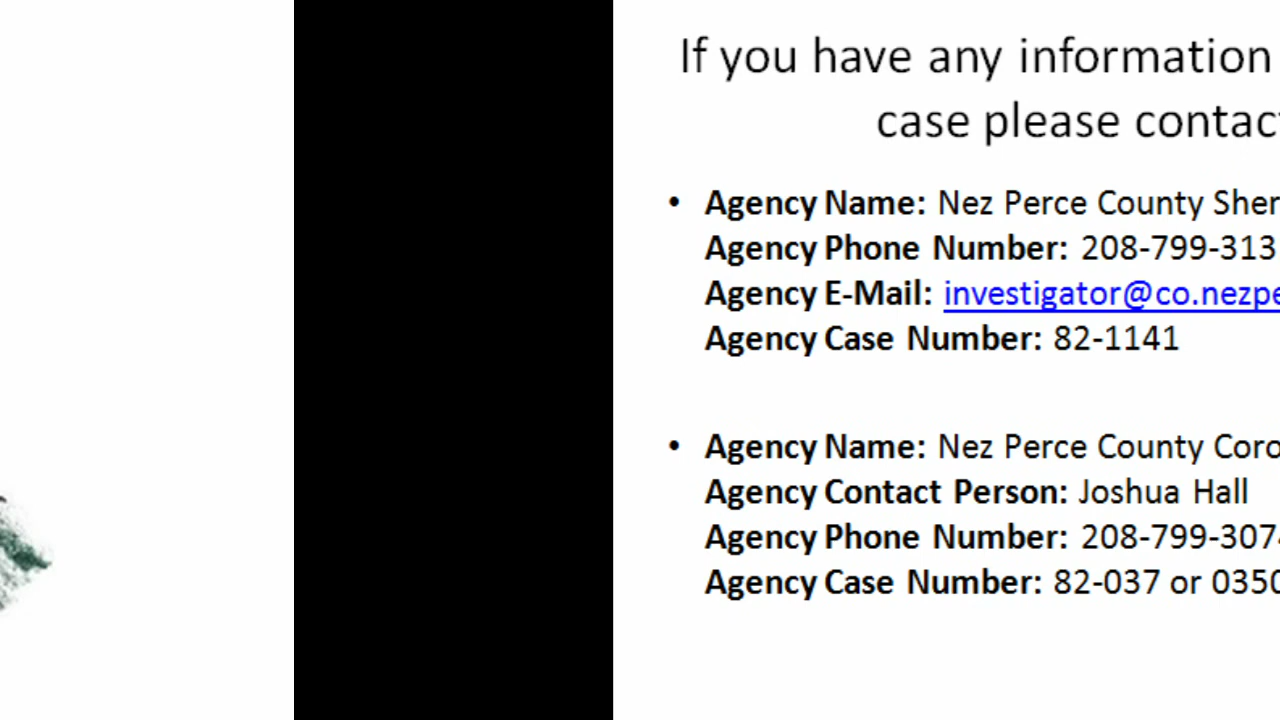 If you have any information
case please contact
• Agency Name: Nez Perce County Sher
Agency Phone Number: 208-799-313
Agency E-Mail: investigator@co.nezpe
Agency Case Number: 82-1141
• Agency Name: Nez Perce County Coro
Agency Contact Person: Joshua Hall
Agency Phone Number: 208-799-3074
Agency Case Number: 82-037 or 0350